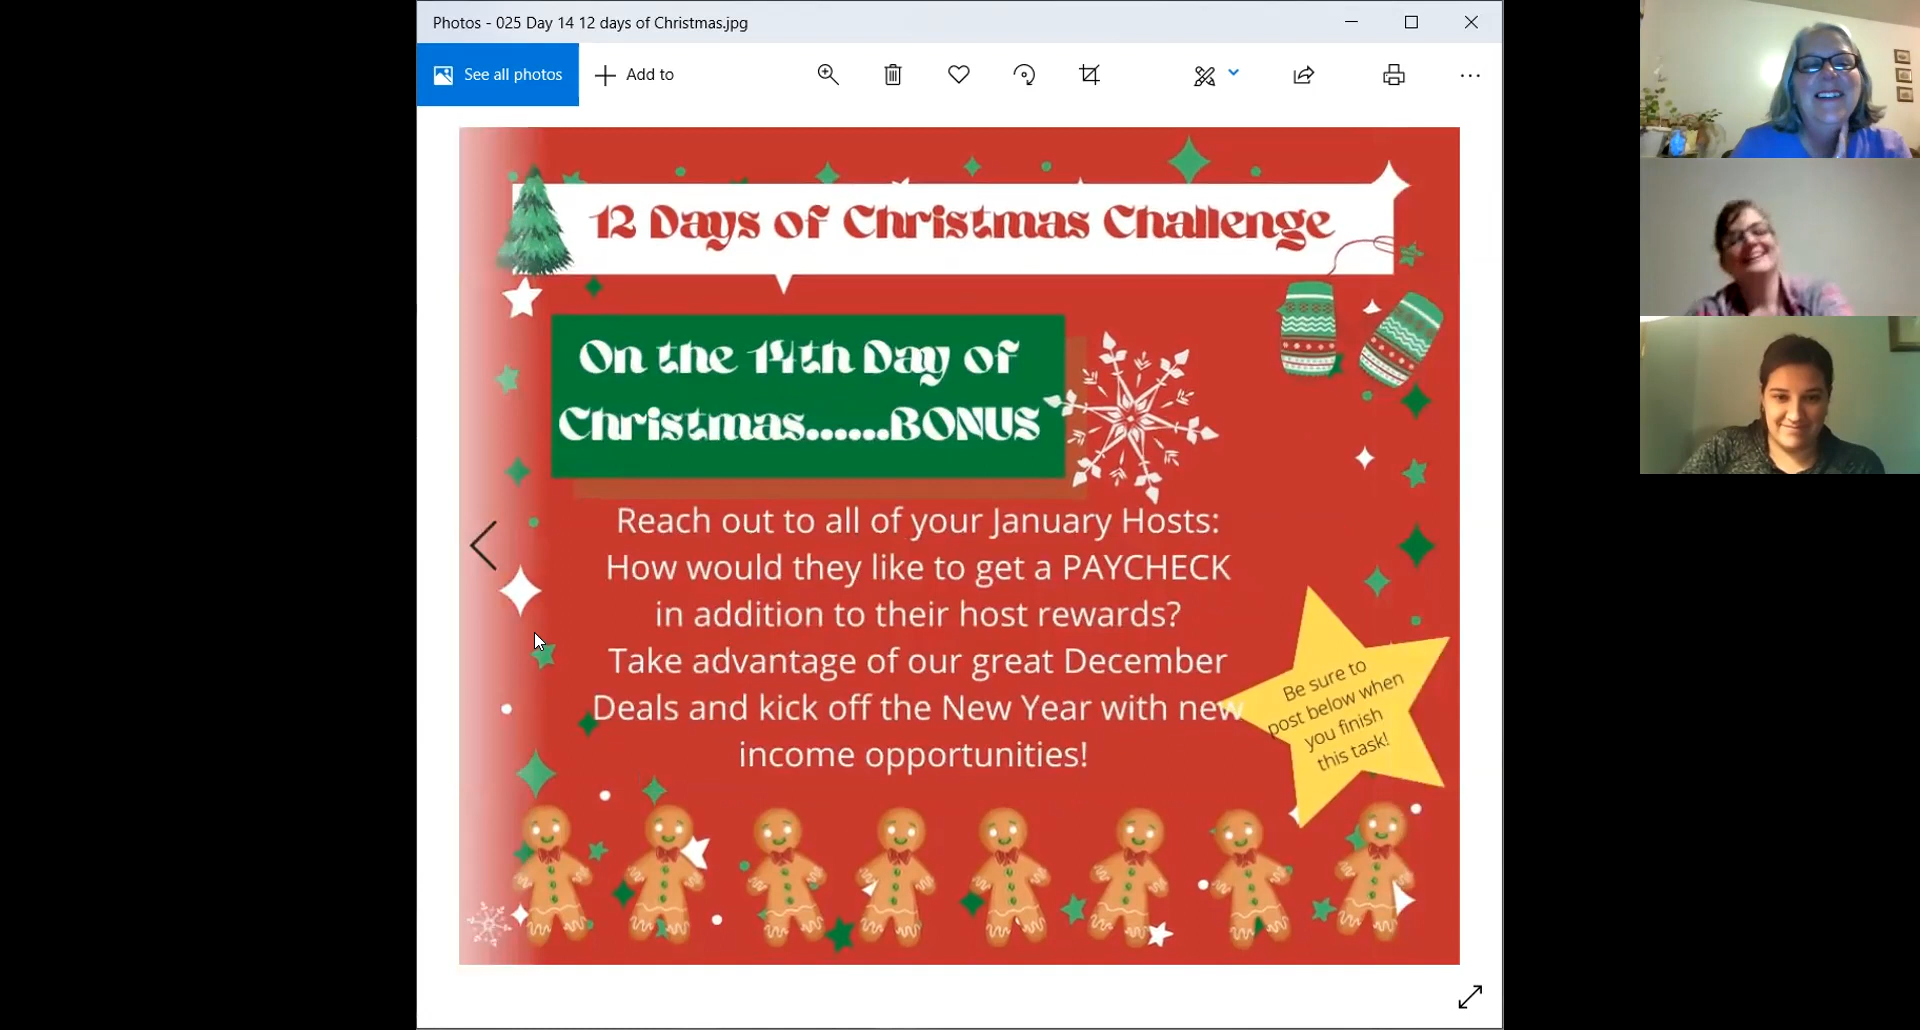 Photos - 025 Day 14 12 days of Christmas.jpg
See all photos
Add to
12 Days of Christmas Challenge
On the 14th Day of
Christmas......BONUS
Reach out to all of your January Hosts:
How would they like to get a PAYCHECK
in addition to their host rewards?
Take advantage of our great December
Deals and kick off the New Year with new
income opportunities!
Be sure to
post below when
you finish
this task!